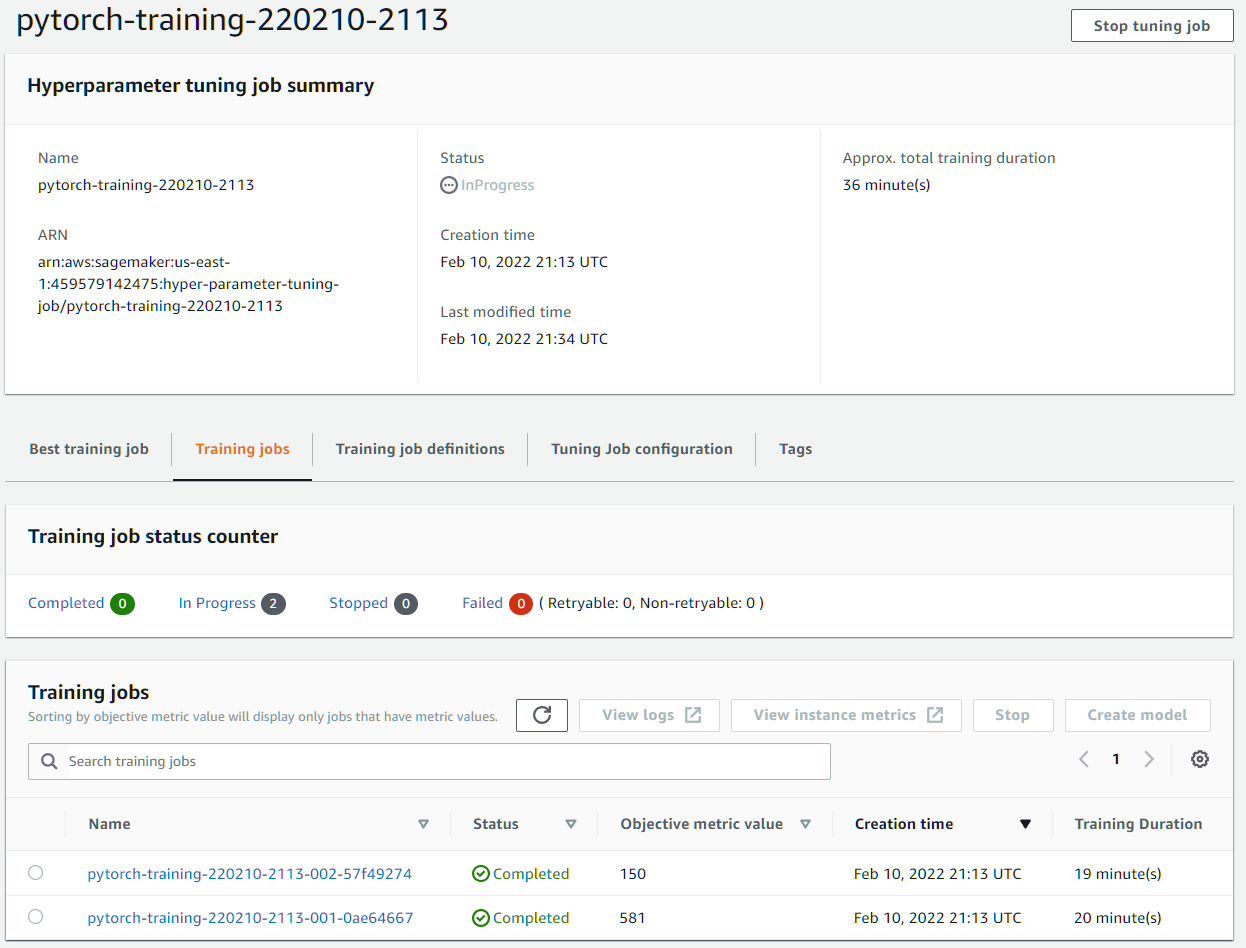 pytorch-training-220210-2113
Stop tuning job
Hyperparameter tuning job summary
Name
pytorch-training-220210-2113
ARN
arn:aws:sagemaker:us-east-
1:459579142475:hyper-parameter-tuning-
job/pytorch-training-220210-2113
Status
InProgress
Creation time
Feb 10, 2022 21:13 UTC
Last modified time
Feb 10, 2022 21:34 UTC
Approx. total training duration
36 minute(s)
Best training job Training jobs Training job definitions Tuning Job configuration Tags
Training job status counter
Completed 0 In Progress 2 Stopped 0 Failed 0 ( Retryable: 0, Non-retryable: 0 )
Training jobs
Sorting by objective metric value will display only jobs that have metric values.
View logs View instance metrics Stop Create model
Search training jobs
1
Name Status Objective metric value Creation time Training Duration
pytorch-training-220210-2113-002-57f49274 Completed 150 Feb 10, 2022 21:13 UTC 19 minute(s)
pytorch-training-220210-2113-001-0ae64667 Completed 581 Feb 10, 2022 21:13 UTC 20 minute(s)